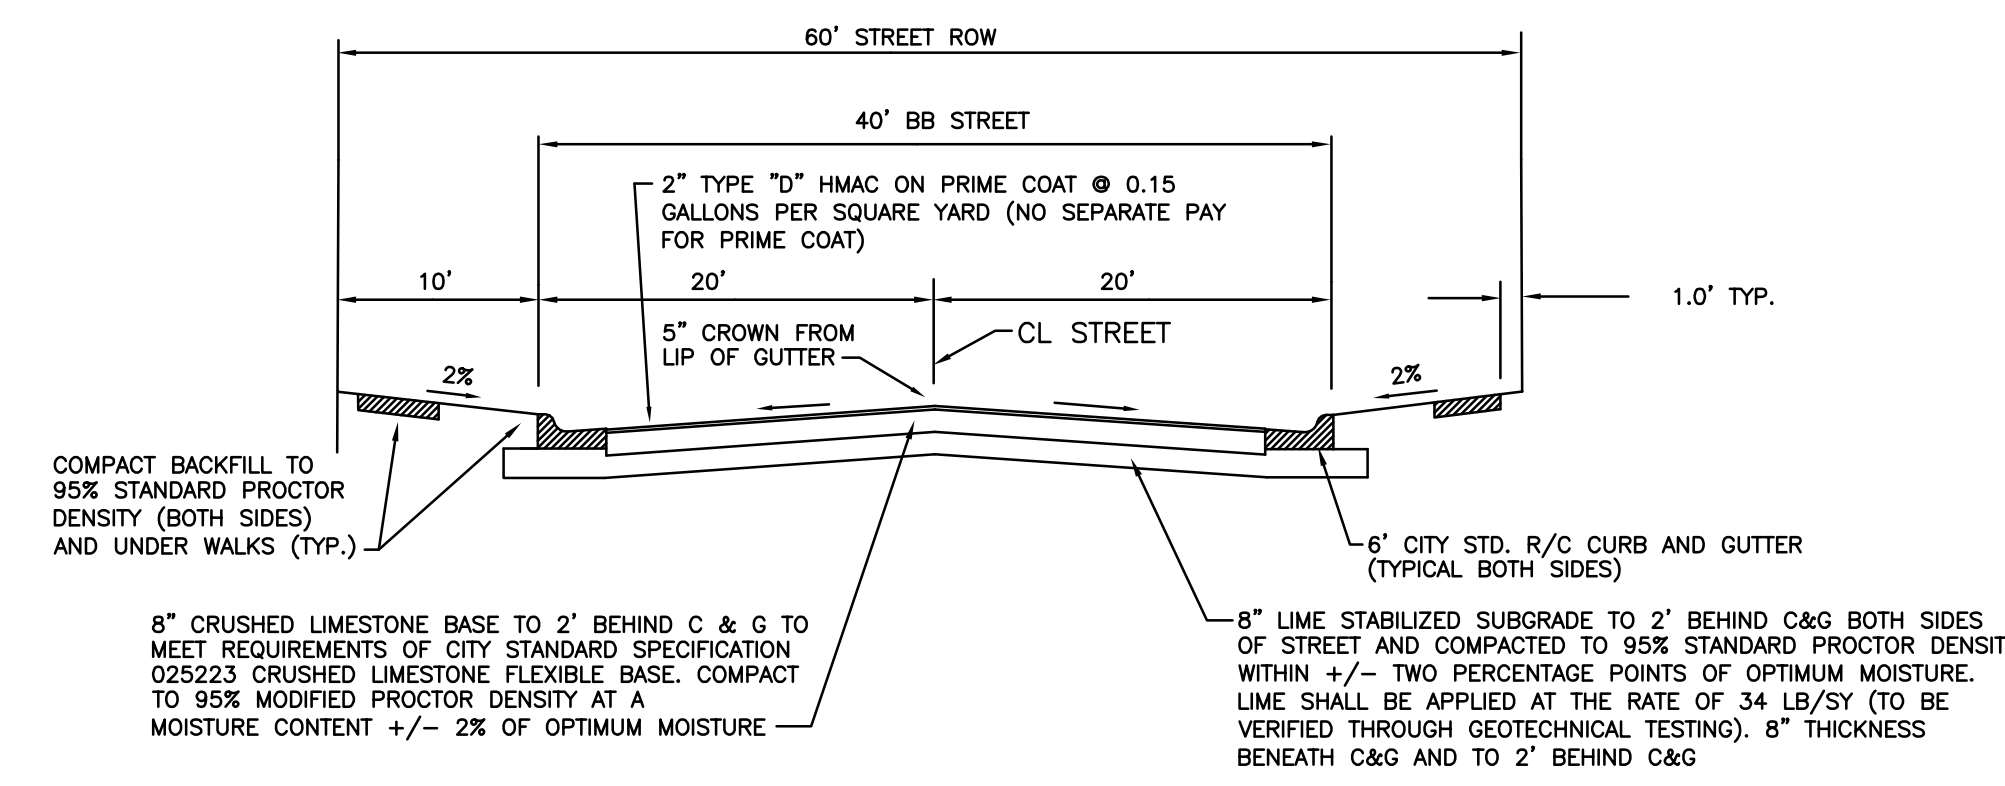 60' STREET ROW
40' BB STREET
2" TYPE "D" HMAC ON PRIME COAT @ 0.15
GALLONS PER SQUARE YARD (NO SEPARATE PAY
FOR PRIME COAT)
10'
20'
20'
1.0' TYP.
5" CROWN FROM
LIP OF GUTTER
CL STREET
2%
2%
COMPACT BACKFILL TO
95% STANDARD PROCTOR
DENSITY (BOTH SIDES)
AND UNDER WALKS (TYP.)
6' CITY STD. R/C CURB AND GUTTER
(TYPICAL BOTH SIDES)
8" CRUSHED LIMESTONE BASE TO 2' BEHIND C & G TO
MEET REQUIREMENTS OF CITY STANDARD SPECIFICATION
025223 CRUSHED LIMESTONE FLEXIBLE BASE. COMPACT
TO 95% MODIFIED PROCTOR DENSITY AT A
MOISTURE CONTENT +/- 2% OF OPTIMUM MOISTURE
8" LIME STABILIZED SUBGRADE TO 2' BEHIND C&G BOTH SIDES
OF STREET AND COMPACTED TO 95% STANDARD PROCTOR DENSIT
WITHIN +/- TWO PERCENTAGE POINTS OF OPTIMUM MOISTURE.
LIME SHALL BE APPLIED AT THE RATE OF 34 LB/SY (TO BE
VERIFIED THROUGH GEOTECHNICAL TESTING). 8" THICKNESS
BENEATH C&G AND TO 2' BEHIND C&G